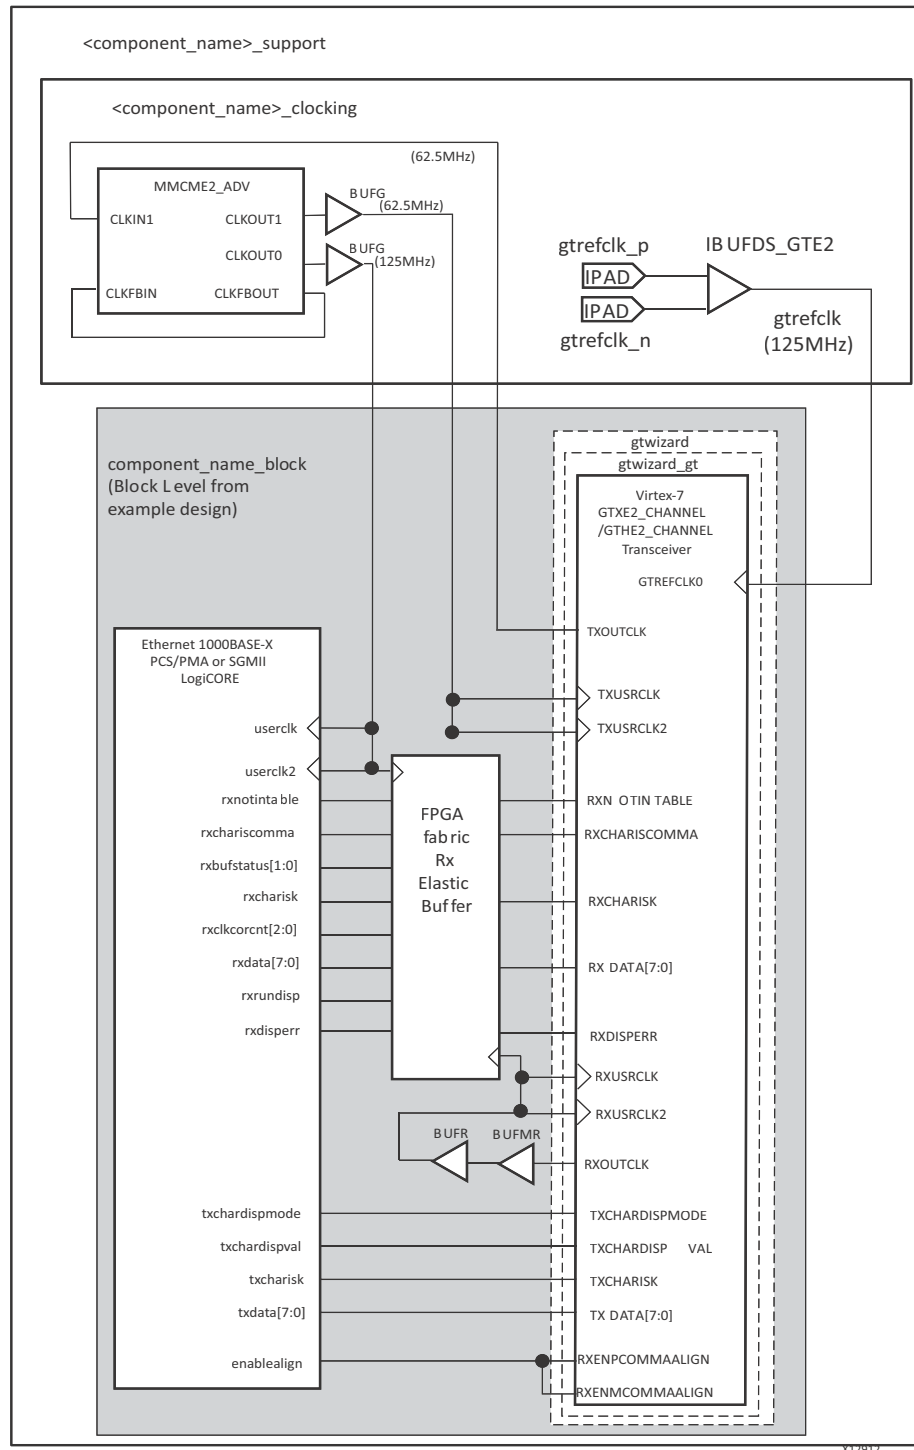 <component_name>_support
<component_name>_clocking
(62.5MHz)
MMCME2_ADV
BUFG
(62.5MHz)
CLKIN1
CLKOUT1
CLKOUT0
BUFG
(125MHz)
CLKFBIN
CLKFBOUT
gtrefclk_p
IBUFDS_GTE2
IPAD
IPAD
gtrefclk_n
gtrefclk
(125MHz)
component_name_block
(Block Level from
example design)
gtwizard
gtwizard_gt
Virtex-7
GTXE2_CHANNEL
/GTHE2_CHANNEL
Transceiver
GTREFCLK0
TXOUTCLK
Ethernet 1000BASE-X
PCS/PMA or SGMII
LogiCORE
TXUSRCLK
userclk
TXUSRCLK2
userclk2
rxnotintable
RXNOTINTABLE
FPGA
fabric
Rx
Elastic
Buffer
rxchariscomma
RXCHARISCOMMA
rxbufstatus[1:0]
rxcharisk
RXCHARISK
rxclkcorcnt[2:0]
rxdata[7:0]
RXDATA[7:0]
rxrundisp
rxdisperr
RXDISPERR
RXUSRCLK
RXUSRCLK2
BUFR
BUFMR
RXOUTCLK
txchardispmode
TXCHARDISPMODE
txchardispval
TXCHARDISPVAL
txcharisk
TXCHARISK
txdata[7:0]
TXDATA[7:0]
enablealign
RXENPCOMMAALIGN
RXENMCOMMAALIGN